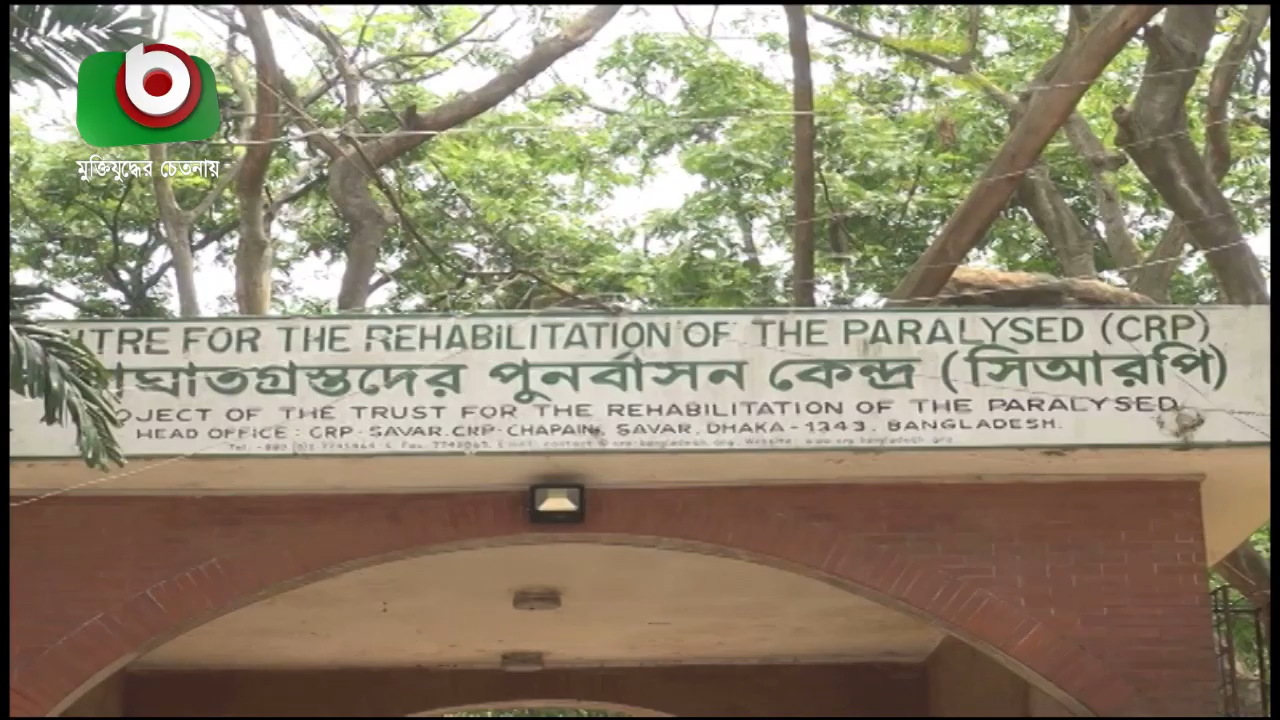 মুক্তিযুদ্ধের চেতনায়
NTRE FOR THE REHABILITATION OF THE PARALYSED (CRP)
ঘাতগ্রস্তদের পুনর্বাসন কেন্দ্র (সিআরপি)
OJECT OF THE TRUST FOR THE REHABILITATION OF THE PARALYSED
HEAD OFFICE : CRP - SAVAR. CRP - CHAPAIN, SAVAR, DHAKA - 1343. BANGLADESH.